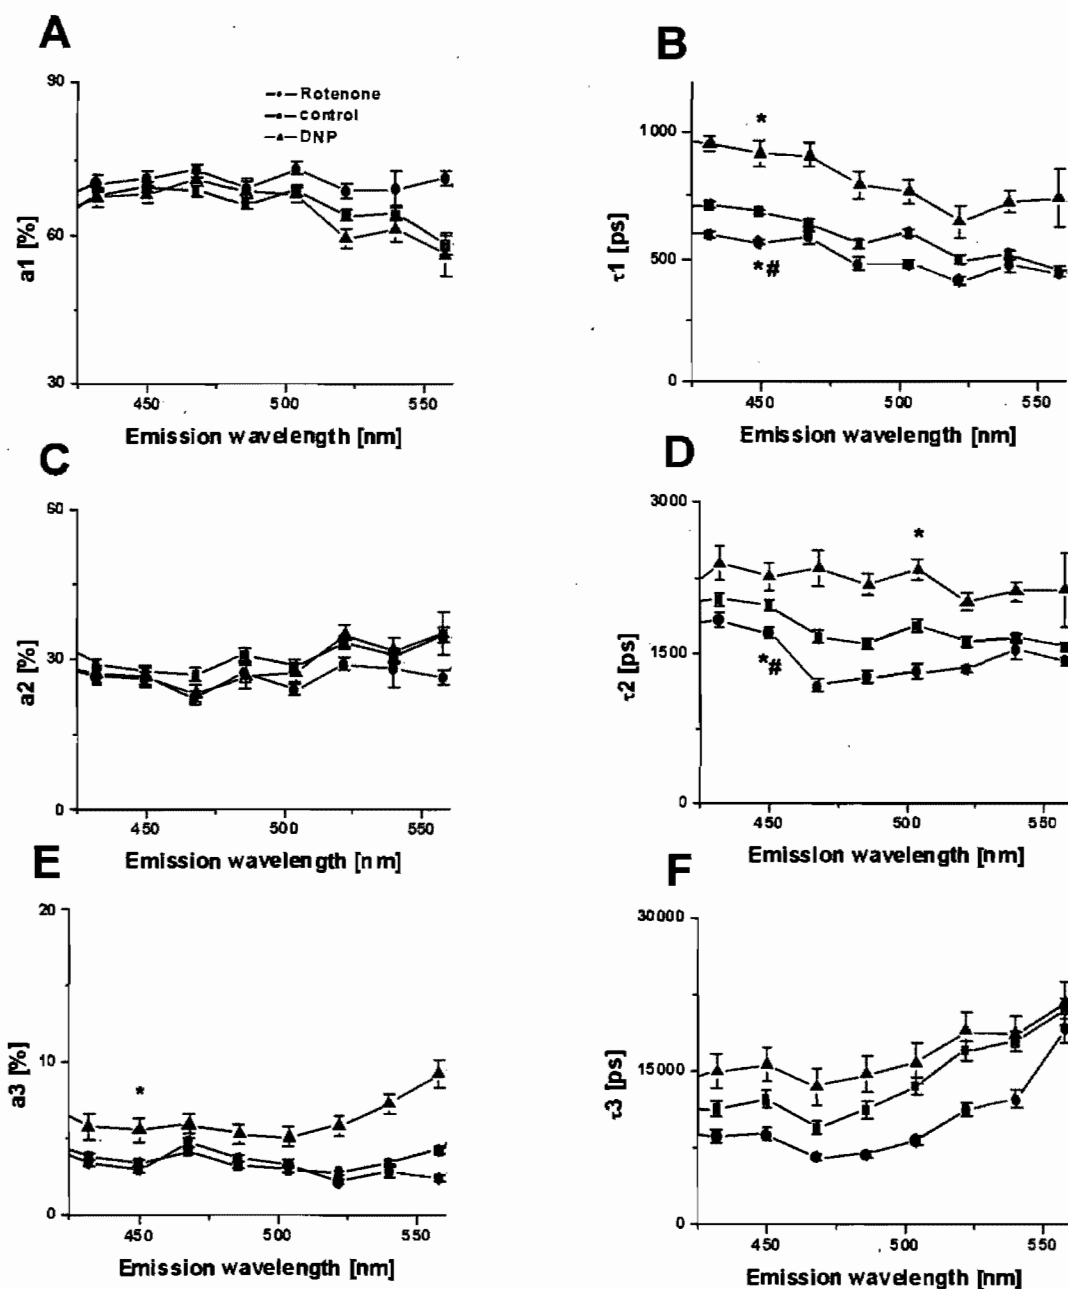 A
90
60
30
a1 [%]
Rotenone
control
DNP
450
500
550
Emission wavelength [nm]
B
1000
500
0
τ1 [ps]
*
*#
450
500
550
Emission wavelength [nm]
C
60
30
0
a2 [%]
450
500
550
Emission wavelength [nm]
D
3000
1500
0
τ2 [ps]
*
*#
450
500
550
Emission wavelength [nm]
E
20
10
0
a3 [%]
*
450
500
550
Emission wavelength [nm]
F
30000
15000
0
τ3 [ps]
450
500
550
Emission wavelength [nm]